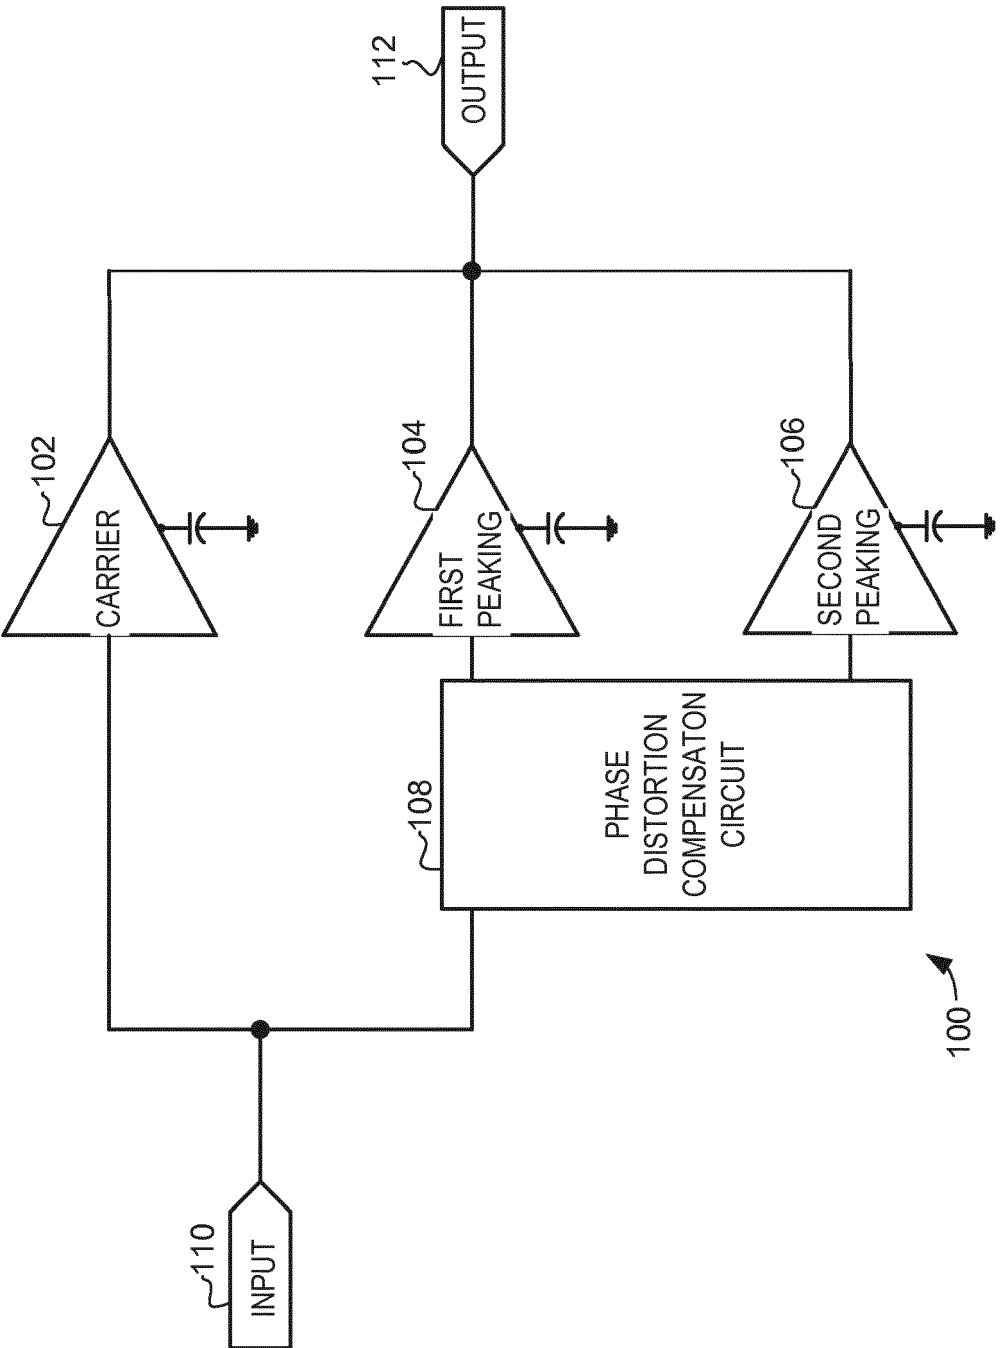 INPUT
110
CARRIER
102
PHASE
DISTORTION
COMPENSATON
CIRCUIT
108
FIRST
PEAKING
104
SECOND
PEAKING
106
OUTPUT
112
100